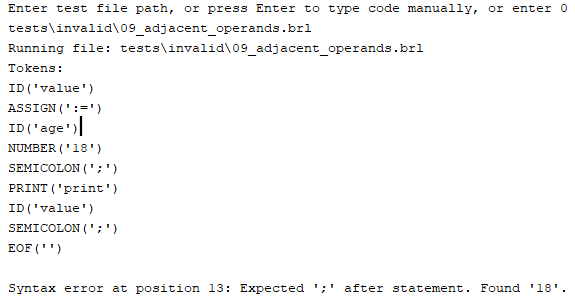 Enter test file path, or press Enter to type code manually, or enter 0
tests\invalid\09_adjacent_operands.brl
Running file: tests\invalid\09_adjacent_operands.brl
Tokens:
ID('value')
ASSIGN(':=')
ID('age')
NUMBER('18')
SEMICOLON(';')
PRINT('print')
ID('value')
SEMICOLON(';')
EOF('')
Syntax error at position 13: Expected ';' after statement. Found '18'.